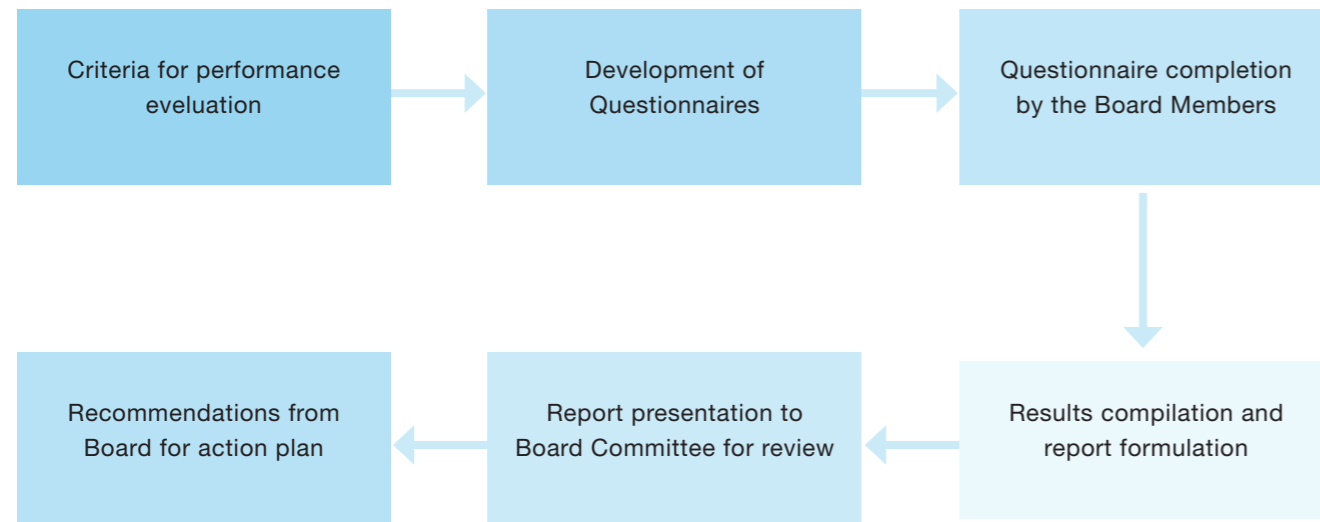 Criteria for performance
eveluation
Development of
Questionnaires
Questionnaire completion
by the Board Members
Results compilation and
report formulation
Report presentation to
Board Committee for review
Recommendations from
Board for action plan